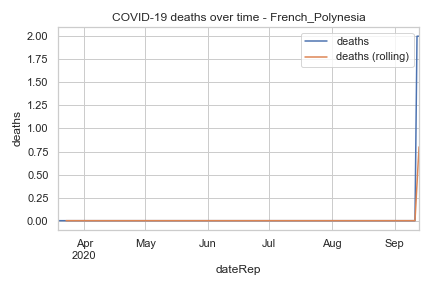 COVID-19 deaths over time - French_Polynesia
deaths
deaths (rolling)
2.00
1.75
1.50
1.25
1.00
0.75
0.50
0.25
0.00
deaths
Apr May Jun Jul Aug Sep
2020
dateRep